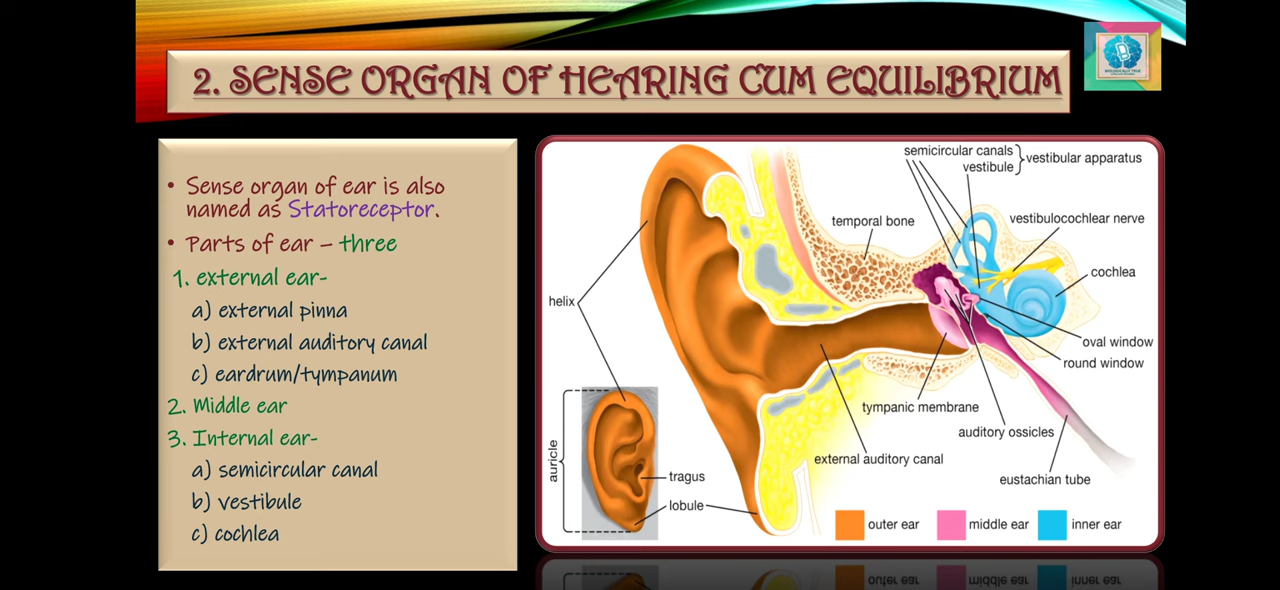 2. SENSE ORGAN OF HEARING CUM EQUILIBRIUM
• Sense organ of ear is also
named as Statoreceptor.
• Parts of ear – three
1. external ear-
a) external pinna
b) external auditory canal
c) eardrum/tympanum
2. Middle ear
3. Internal ear-
a) semicircular canal
b) vestibule
c) cochlea
semicircular canals
vestibule
vestibular apparatus
temporal bone
vestibulocochlear nerve
cochlea
helix
oval window
round window
tympanic membrane
auditory ossicles
external auditory canal
eustachian tube
auricle
tragus
lobule
outer ear
middle ear
inner ear